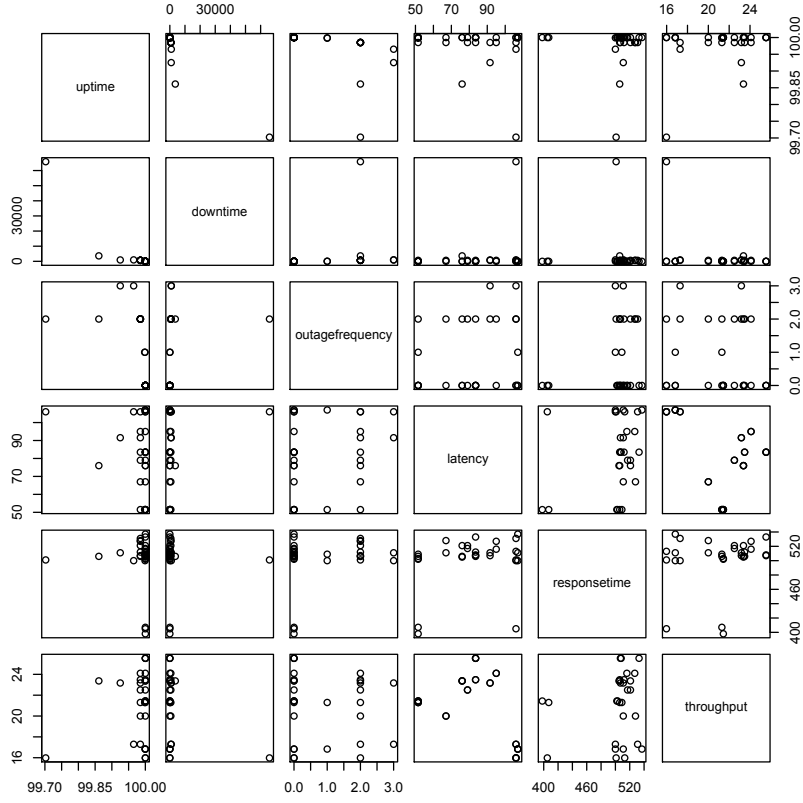 0 30000
50 70 90
16 20 24
uptime
99.70 99.85 100.00
0 30000
downtime
outagefrequency
0.0 1.0 2.0 3.0
50 70 90
latency
responsetime
400 460 520
16 20 24
throughput
99.70 99.85 100.00
0.0 1.0 2.0 3.0
400 460 520